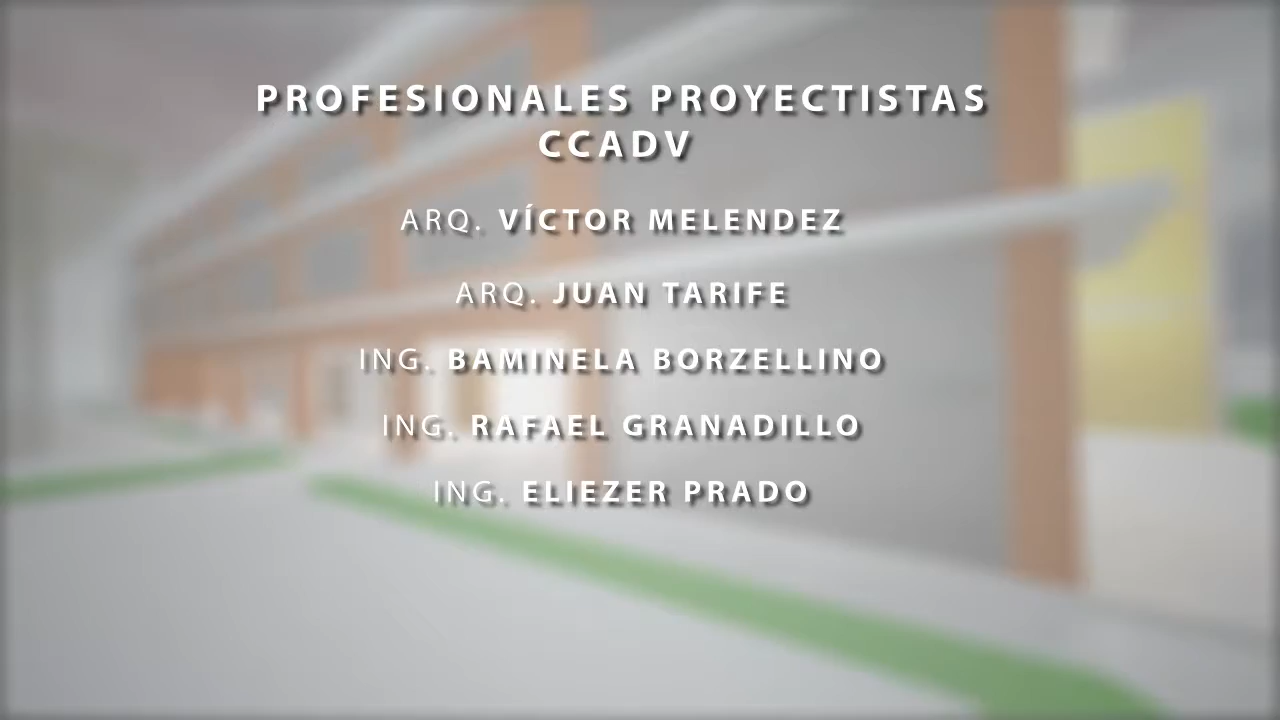 PROFESIONALES PROYECTISTAS
CCADV
ARQ. VÍCTOR MELENDEZ
ARQ. JUAN TARIFE
ING. BAMINELA BORZELLINO
ING. RAFAEL GRANADILLO
ING. ELIEZER PRADO